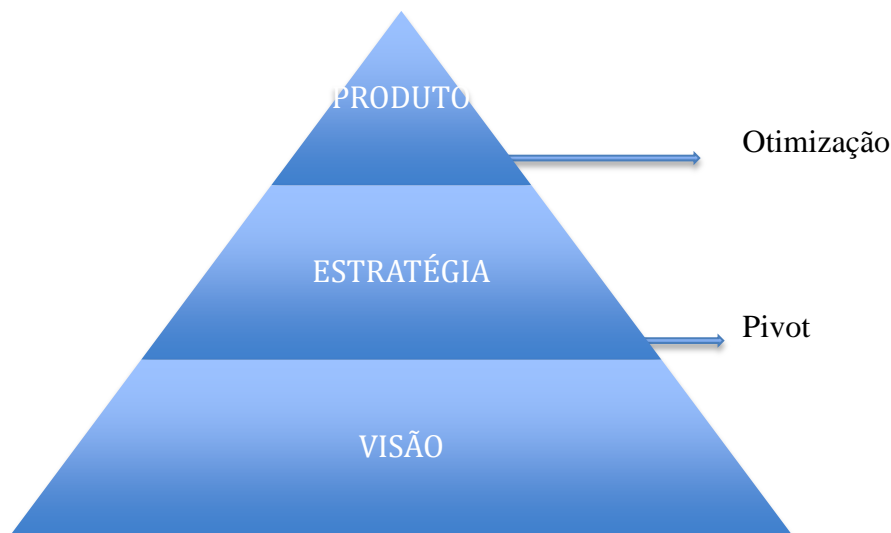 PRODUTO
Otimização
ESTRATÉGIA
Pivot
VISÃO